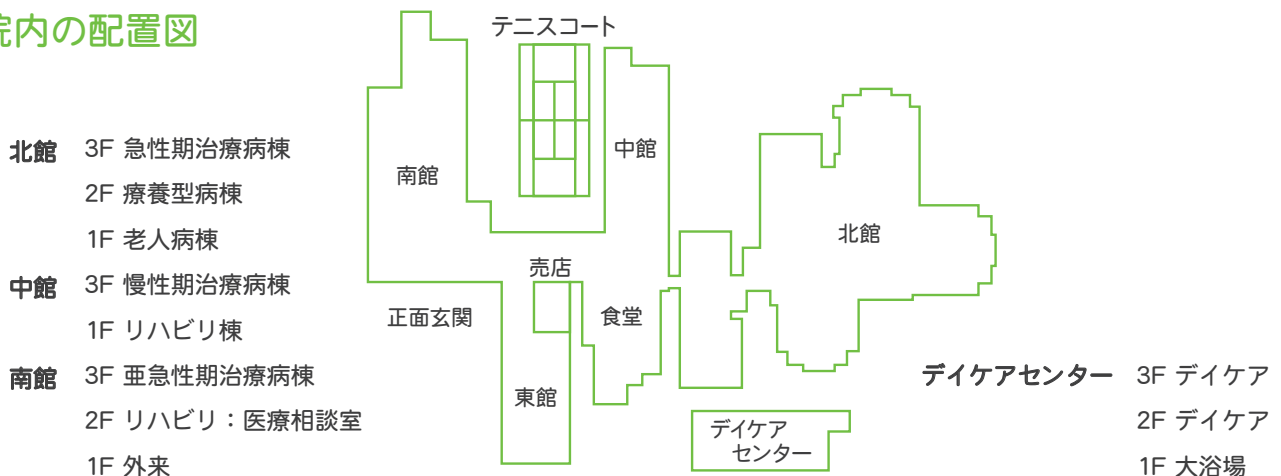 院内の配置図
北館 3F 急性期治療病棟
2F 療養型病棟
1F 老人病棟
中館 3F 慢性期治療病棟
1F リハビリ棟
南館 3F 亜急性期治療病棟
2F リハビリ：医療相談室
1F 外来
テニスコート
中館
南館
北館
売店
正面玄関
食堂
東館
デイケア
センター
デイケアセンター 3F デイケア
2F デイケア
1F 大浴場